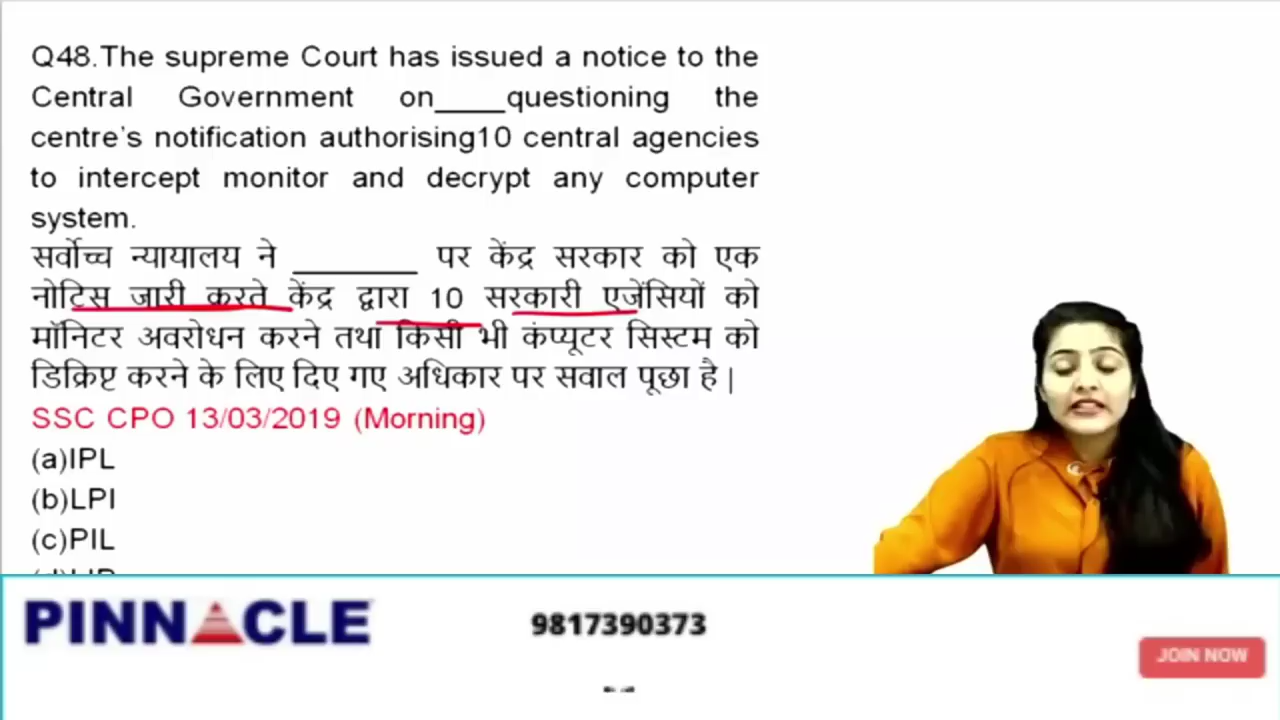 Q48.The supreme Court has issued a notice to the
Central Government on____questioning the
centre's notification authorising10 central agencies
to intercept monitor and decrypt any computer
system.
सर्वोच्च न्यायालय ने ________ पर केंद्र सरकार को एक
नोटिस जारी करते केंद्र द्वारा 10 सरकारी एजेंसियों को
मॉनिटर अवरोधन करने तथा किसी भी कंप्यूटर सिस्टम को
डिक्रिप्ट करने के लिए दिए गए अधिकार पर सवाल पूछा है |
SSC CPO 13/03/2019 (Morning)
(a)IPL
(b)LPI
(c)PIL
PINNACLE
9817390373
JOIN NOW